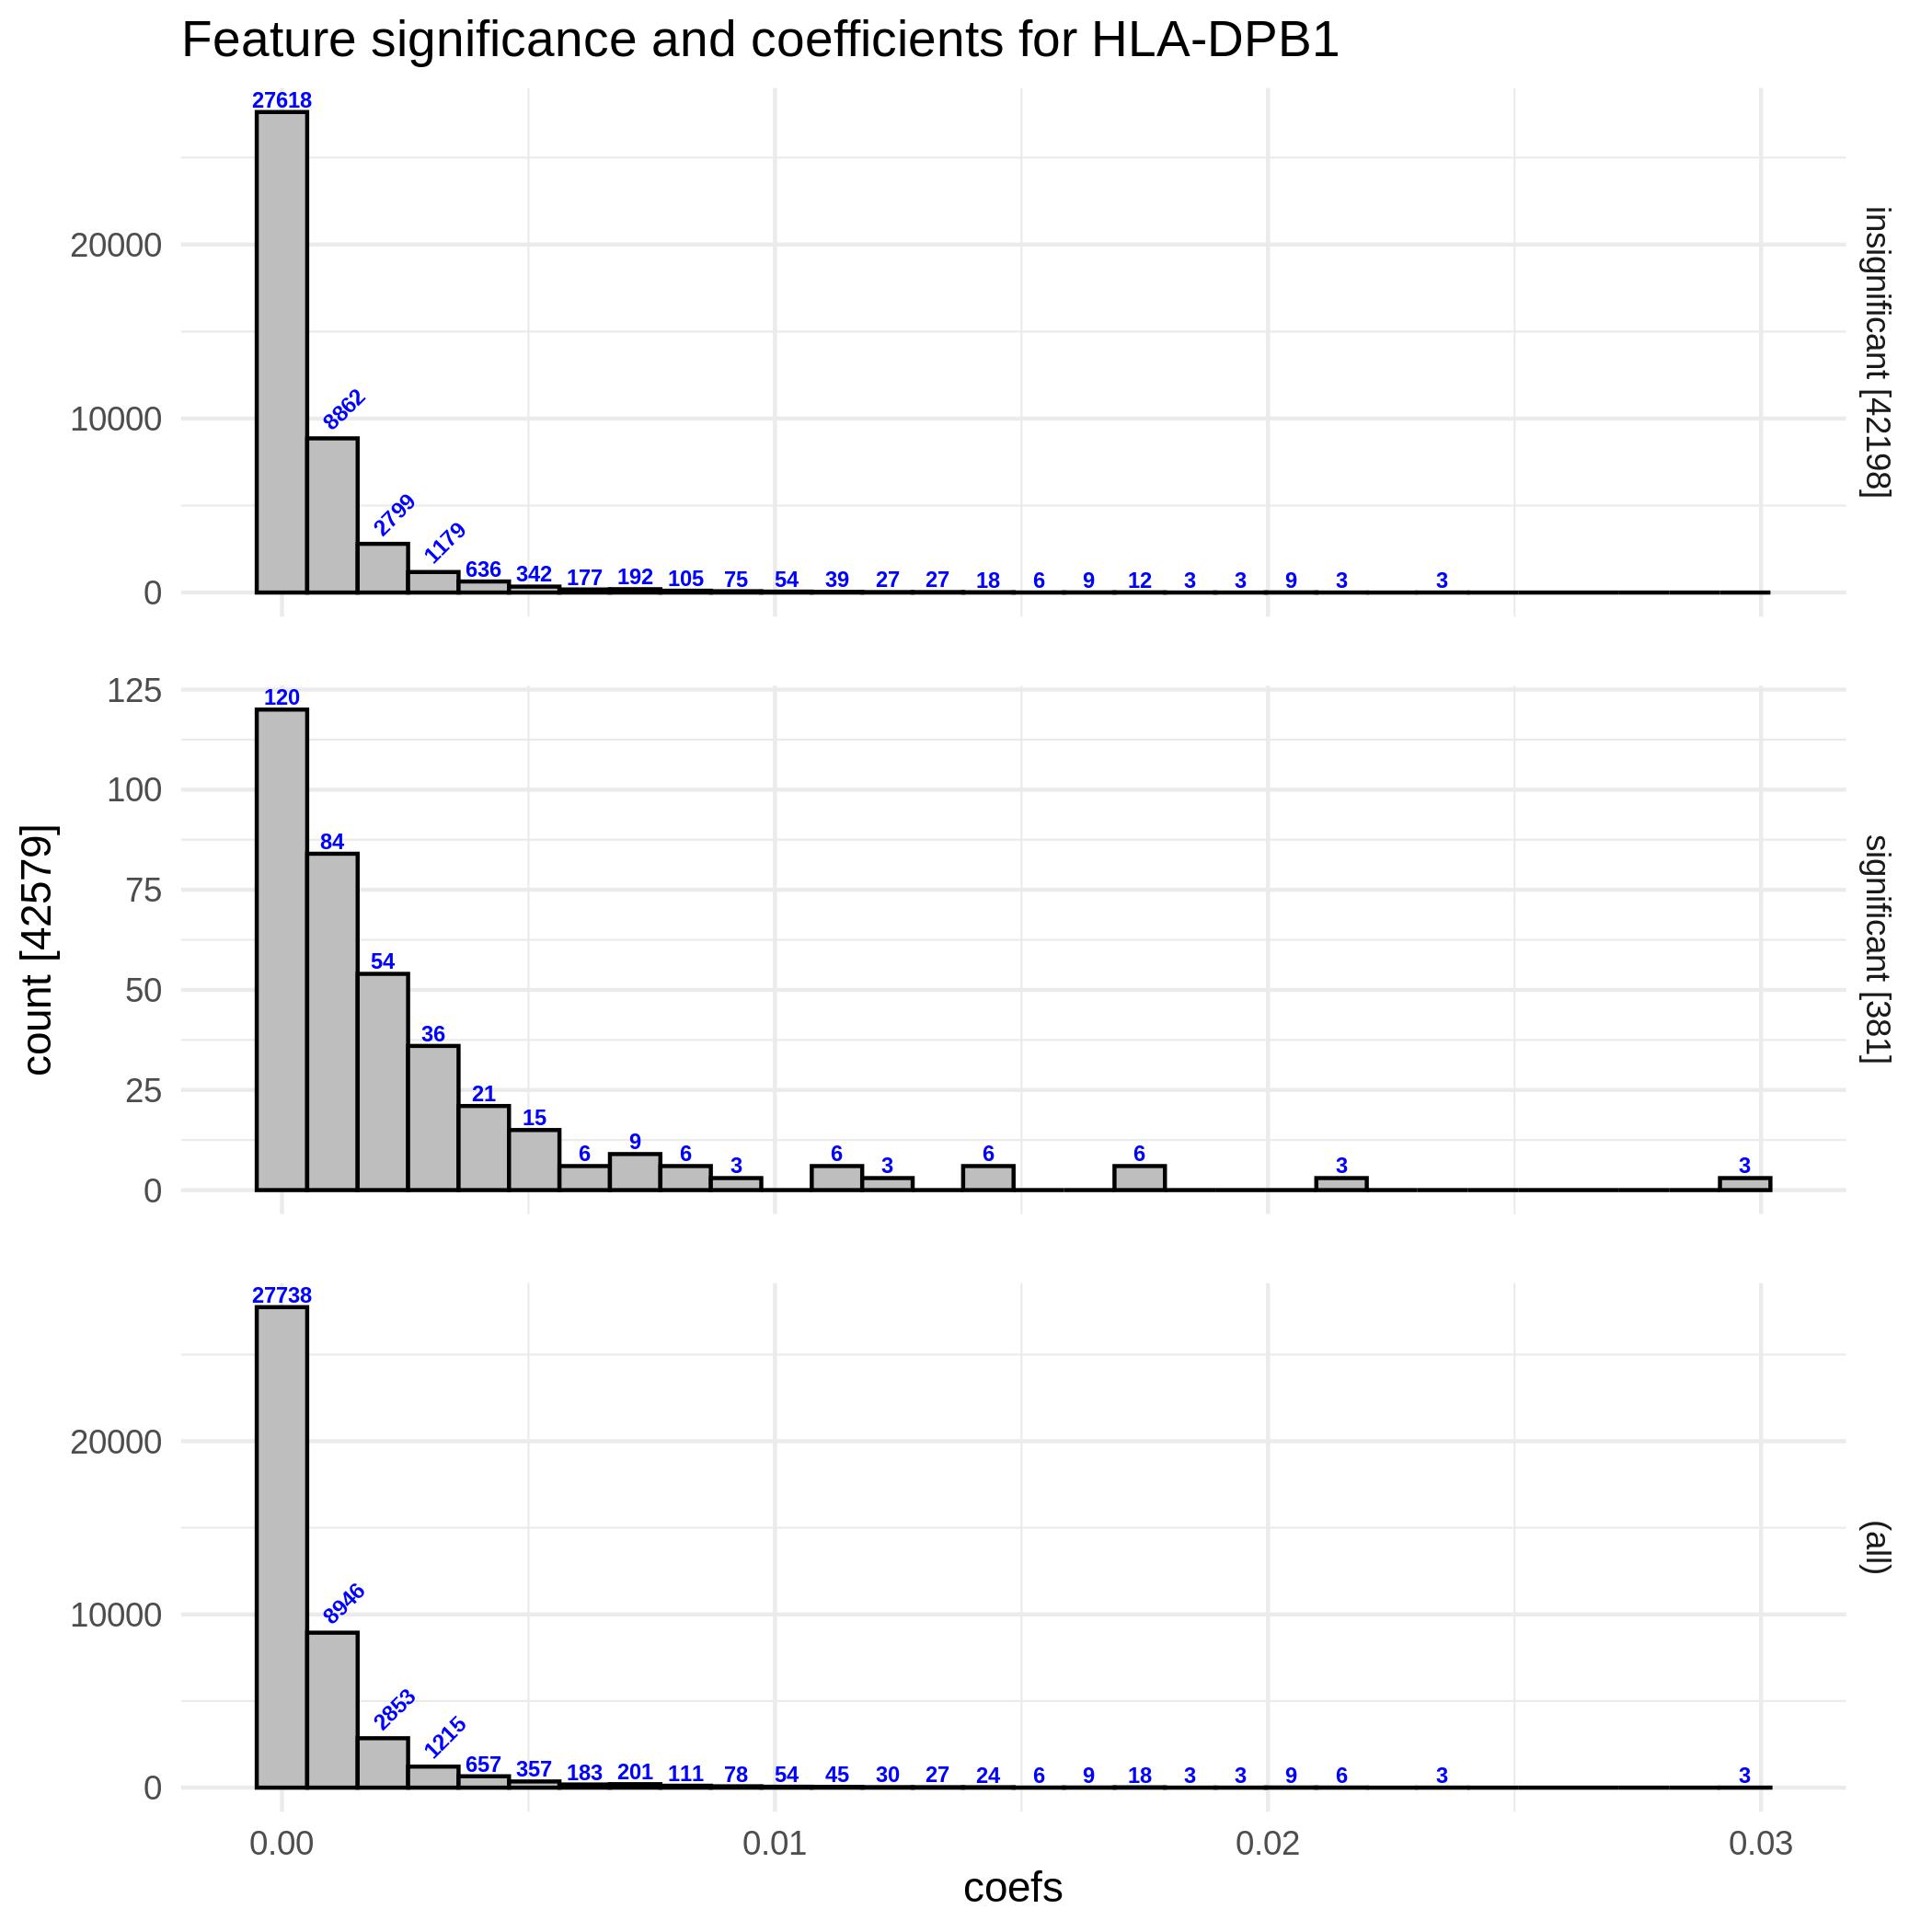 Feature significance and coefficients for HLA-DPB1
27618
20000
10000
0
8862
2799
1179
636 342 177 192 105 75 54 39 27 27 18 6 9 12 3 3 9 3 3
insignificant [42198]
count [42579]
125
100
75
50
25
0
120
84
54
36
21
15
6 9 6 3 6 3 6 6 3 3
significant [381]
27738
20000
10000
0
8946
2853
1215
657 357 183 201 111 78 54 45 30 27 24 6 9 18 3 3 9 6 3 3
(all)
0.00 0.01 0.02 0.03
coefs